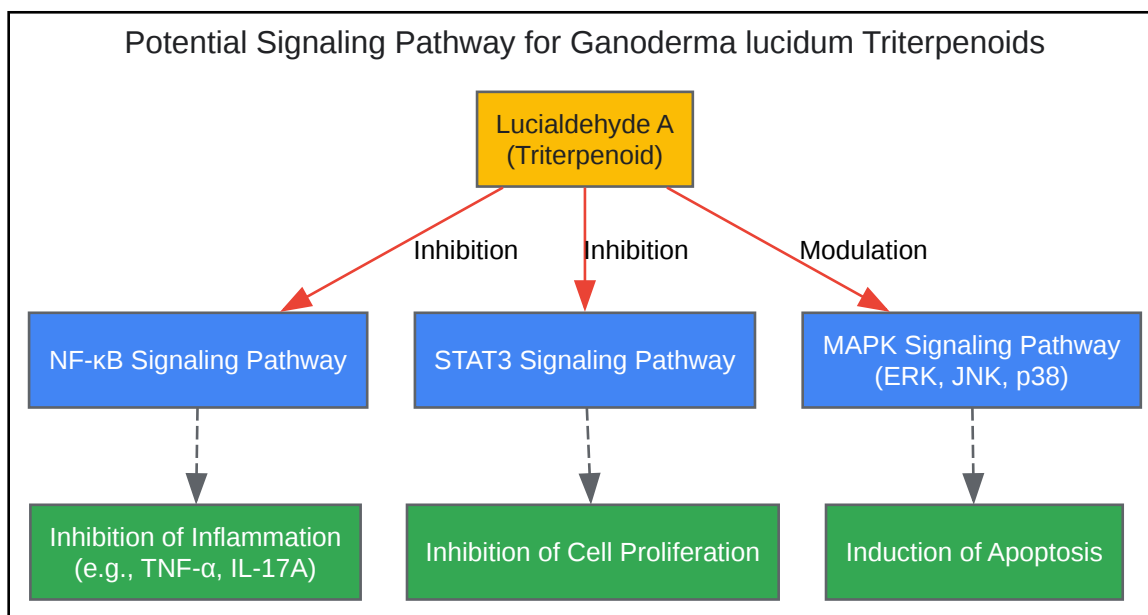 Potential Signaling Pathway for Ganoderma lucidum Triterpenoids
Lucialdehyde A
(Triterpenoid)
Inhibition
Inhibition
Modulation
NF-κB Signaling Pathway
STAT3 Signaling Pathway
MAPK Signaling Pathway
(ERK, JNK, p38)
Inhibition of Inflammation
(e.g., TNF-α, IL-17A)
Inhibition of Cell Proliferation
Induction of Apoptosis